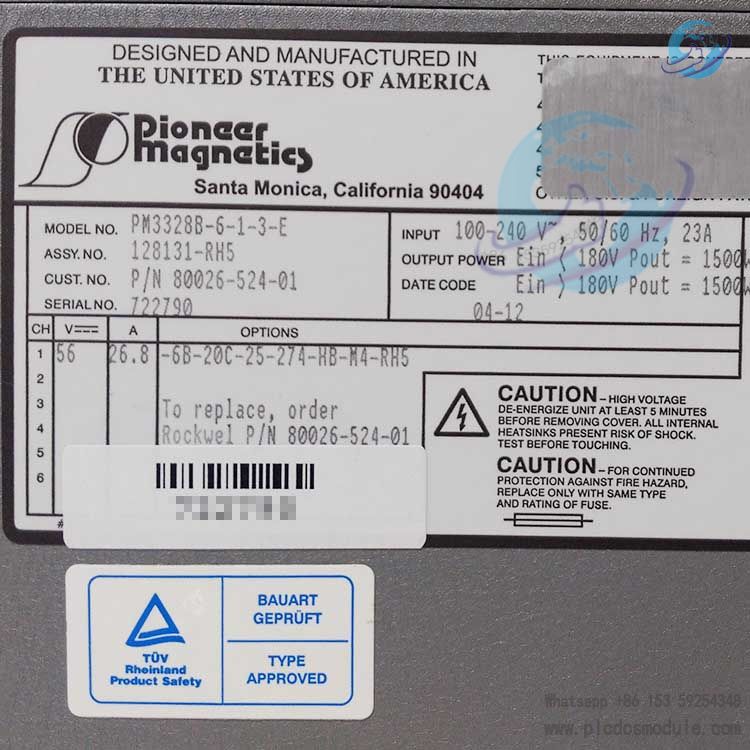 DESIGNED AND MANUFACTURED IN
THE UNITED STATES OF AMERICA
Pioneer
Magnetics
Santa Monica, California 90404
MODEL NO. PM3328B-6-1-3-E
ASSY.NO. 128131-RH5
CUST. NO. P/N 80026-524-01
SERIAL NO. 722790
INPUT 100-240 V~, 50/60 Hz, 23A
OUTPUT POWER Ein < 180V Pout = 1500W
DATE CODE Ein > 180V Pout = 1500W
04-12
CH V A OPTIONS
1 56 26.8 -6B-20C-25-274-HB-M4-RH5
2
3 To replace, order
4 Rockwel P/N 80026-524-01
5
6
CAUTION – HIGH VOLTAGE
DE-ENERGIZE UNIT AT LEAST 5 MINUTES
BEFORE REMOVING COVER. ALL INTERNAL
HEATSINKS PRESENT RISK OF SHOCK.
TEST BEFORE TOUCHING.
CAUTION – FOR CONTINUED
PROTECTION AGAINST FIRE HAZARD,
REPLACE ONLY WITH SAME TYPE
AND RATING OF FUSE.
TÜV
Rheinland
Product Safety
BAUART
GEPRÜFT
TYPE
APPROVED
Whatsapp +86 153 59254348
www.plcdcsmodule.com